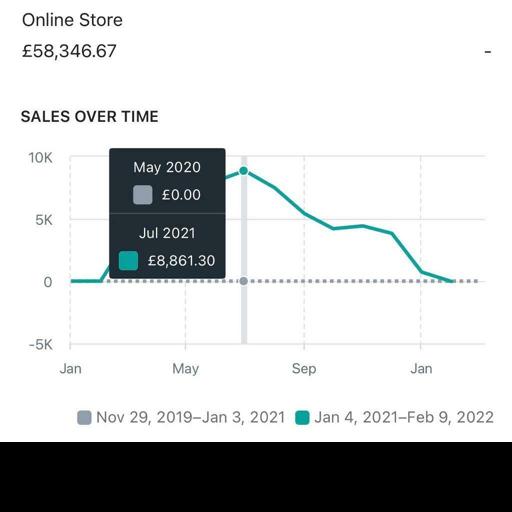 Online Store
£58,346.67 -
SALES OVER TIME
10K
5K
0
-5K
May 2020
£0.00
Jul 2021
£8,861.30
Jan May Sep Jan
Nov 29, 2019–Jan 3, 2021 Jan 4, 2021–Feb 9, 2022